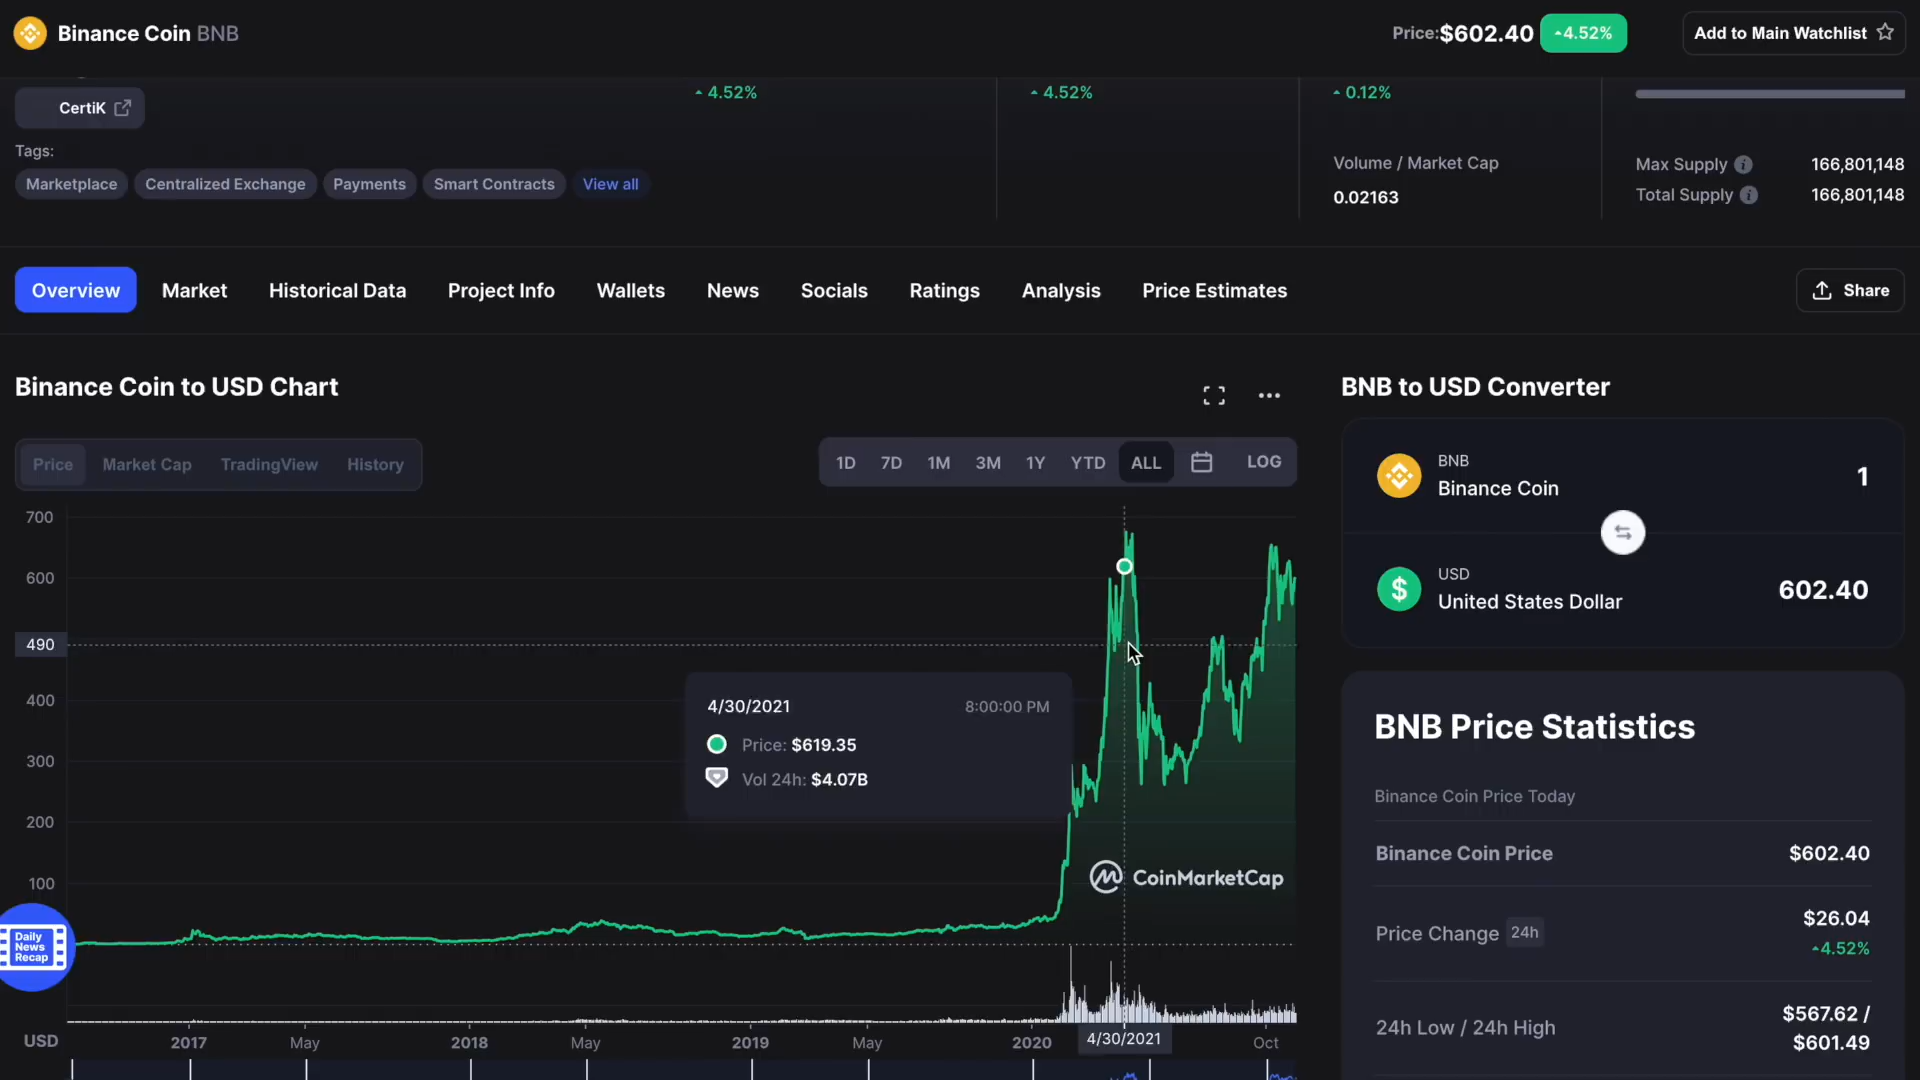 Binance Coin BNB
Price:$602.40 4.52%
Add to Main Watchlist
CertiK
4.52%
4.52%
0.12%
Tags:
Marketplace Centralized Exchange Payments Smart Contracts View all
Volume / Market Cap
0.02163
Max Supply 166,801,148
Total Supply 166,801,148
Overview Market Historical Data Project Info Wallets News Socials Ratings Analysis Price Estimates
Share
Binance Coin to USD Chart
Price Market Cap TradingView History
1D 7D 1M 3M 1Y YTD ALL LOG
700
600
490
400
300
200
100
4/30/2021 8:00:00 PM
Price: $619.35
Vol 24h: $4.07B
CoinMarketCap
Daily
News
Recap
USD 2017 May 2018 May 2019 May 2020 4/30/2021 Oct
BNB to USD Converter
BNB
Binance Coin
1
USD
United States Dollar
602.40
BNB Price Statistics
Binance Coin Price Today
Binance Coin Price $602.40
Price Change 24h $26.04
4.52%
24h Low / 24h High $567.62 /
$601.49